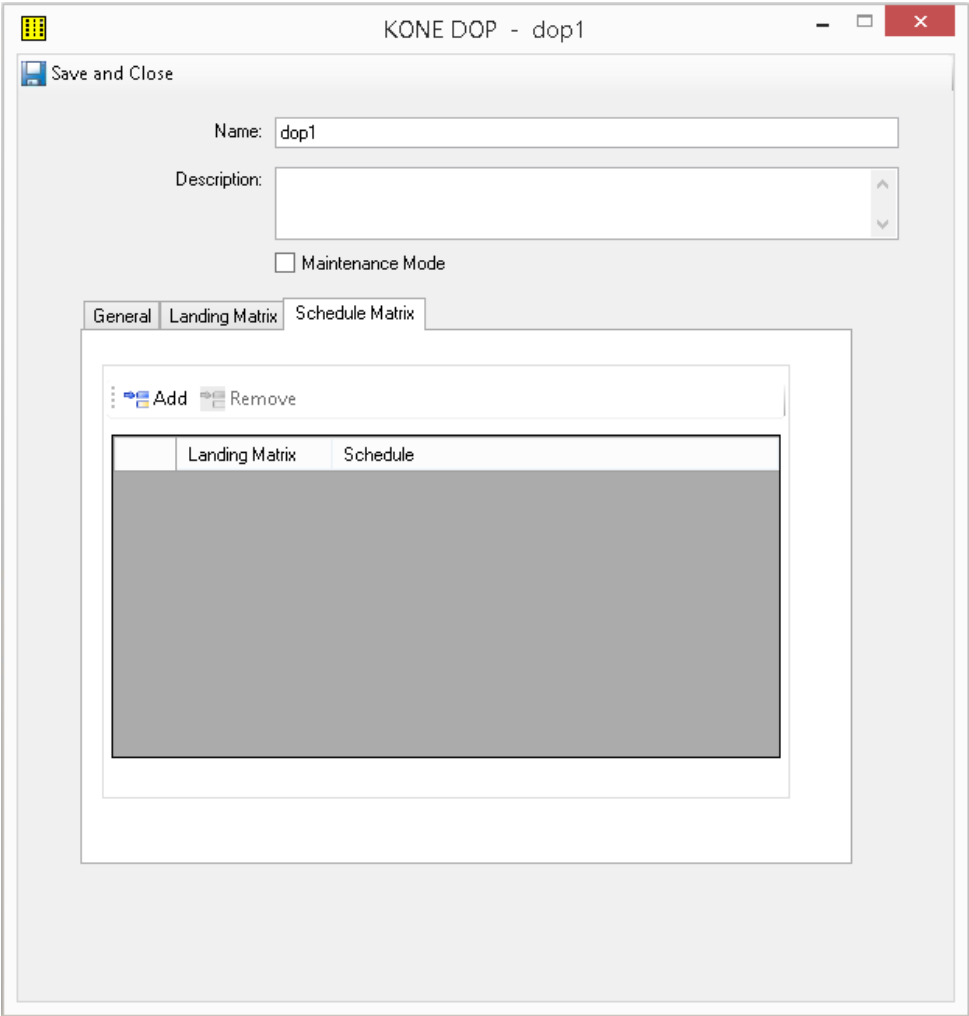 KONE DOP - dop1
Save and Close
Name: dop1
Description:
Maintenance Mode
General Landing Matrix Schedule Matrix
Add Remove
Landing Matrix Schedule